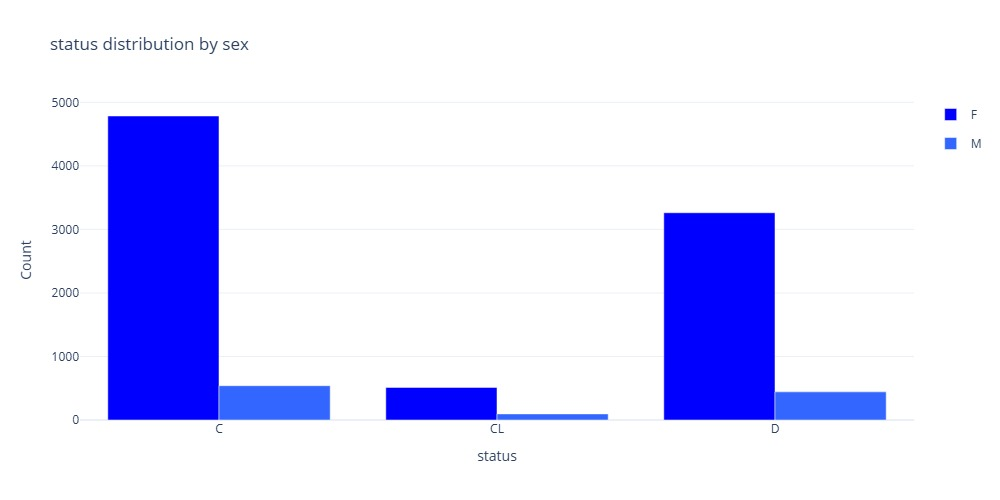 status distribution by sex
5000
4000
3000
2000
1000
0
Count
C
CL
D
status
F
M